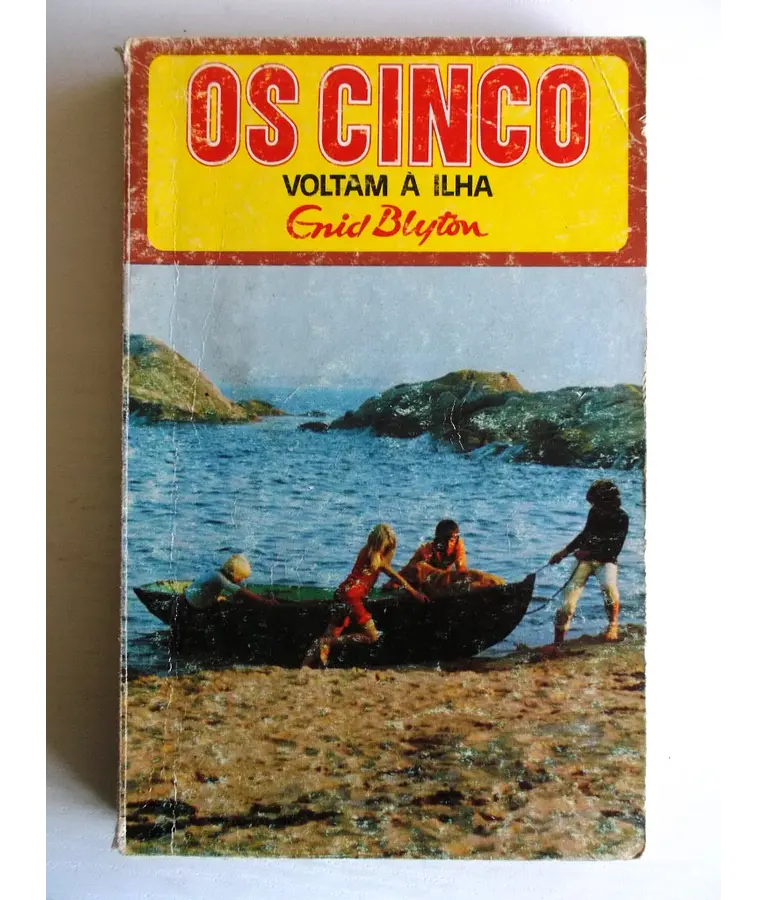 OS CINCO
VOLTAM À ILHA
Enid Blyton